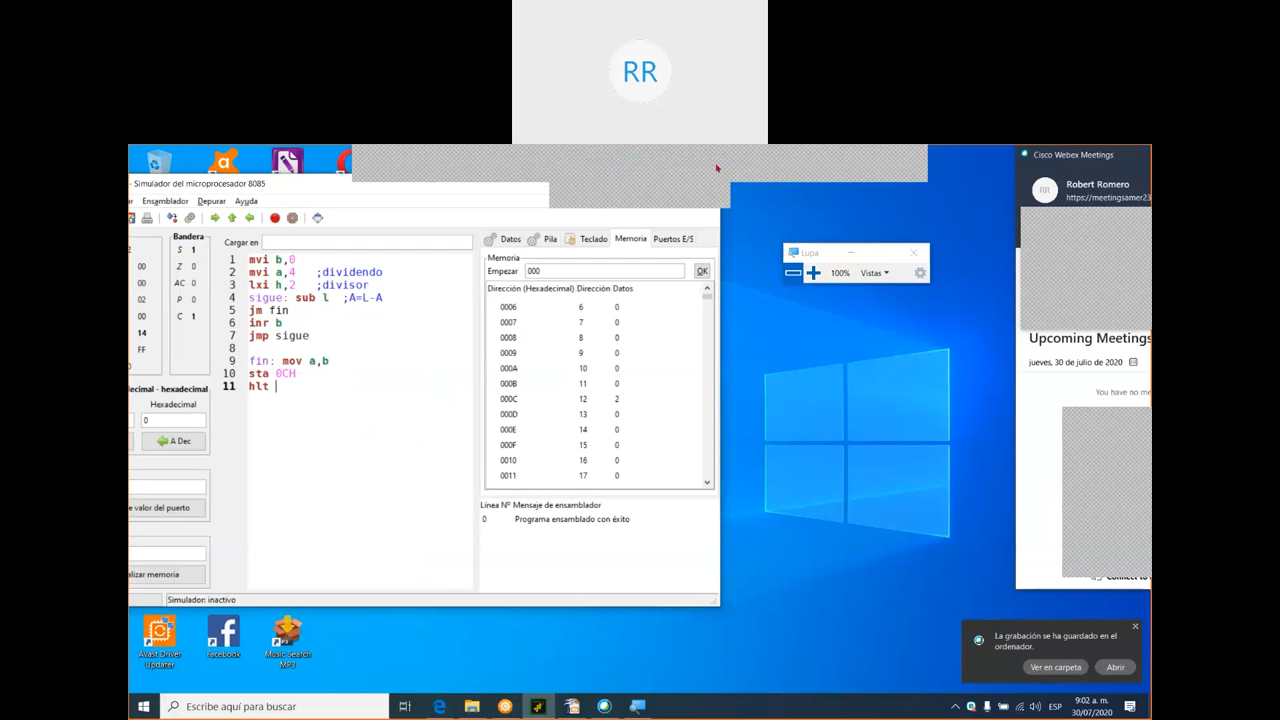 RR
Cisco Webex Meetings
RR
Robert Romero
https://meetingsamer23
- Simulador del microprocesador 8085
Ensamblador Depurar Ayuda
Bandera
S 1
Z 0
AC 0
P 0
C 1
00
00
00
02
00
14
FF
decimal - hexadecimal
Hexadecimal
0
A Dec
e valor del puerto
alizar memoria
Cargar en
1 mvi b,0
2 mvi a,4 ;dividendo
3 lxi h,2 ;divisor
4 sigue: sub l ;A=L-A
5 jm fin
6 inr b
7 jmp sigue
8
9 fin: mov a,b
10 sta 0CH
11 hlt
Datos Pila Teclado Memoria Puertos E/S
Memoria
Empezar 000 OK
Dirección (Hexadecimal) Dirección Datos
0006 6 0
0007 7 0
0008 8 0
0009 9 0
000A 10 0
000B 11 0
000C 12 2
000D 13 0
000E 14 0
000F 15 0
0010 16 0
0011 17 0
Línea Nº Mensaje de ensamblador
0 Programa ensamblado con éxito
Simulador: inactivo
Lupa
100% Vistas
Upcoming Meetings
jueves, 30 de julio de 2020
You have no me
Connect to
Avast Driver
Updater
Facebook
Music Search
MP3
La grabación se ha guardado en el
ordenador.
Ver en carpeta Abrir
Escribe aquí para buscar
ESP
9:02 a. m.
30/07/2020